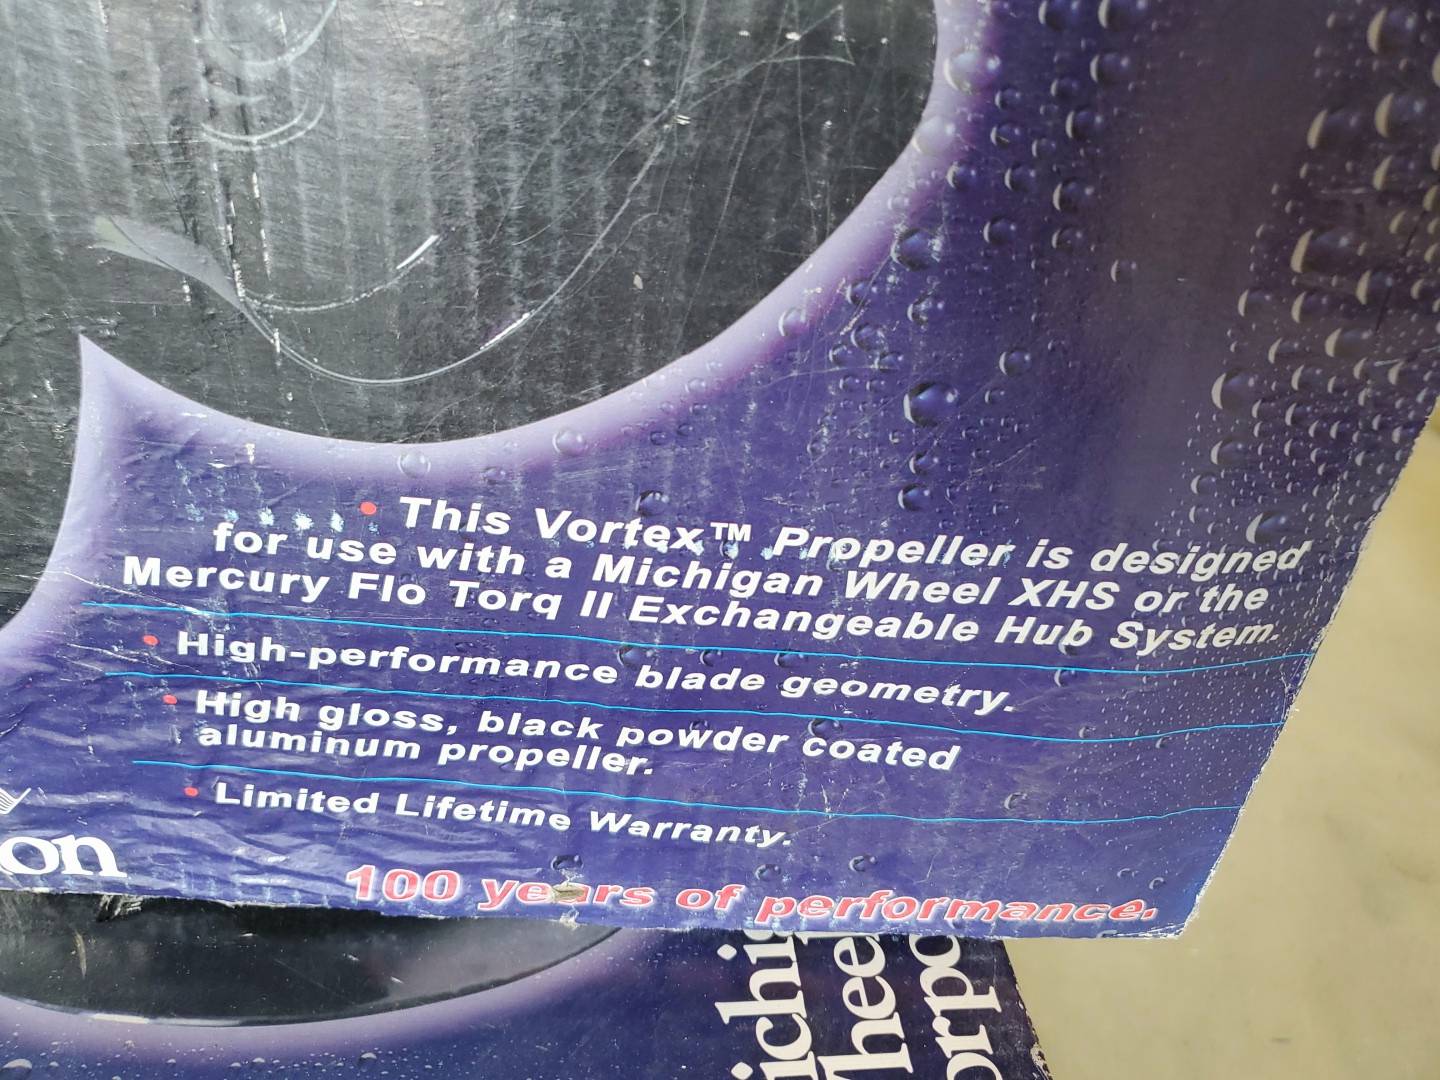 • This Vortex™ Propeller is designed
for use with a Michigan Wheel XHS or the
Mercury Flo Torq II Exchangeable Hub System.
• High-performance blade geometry.
• High gloss, black powder coated
aluminum propeller.
• Limited Lifetime Warranty.
100 years of performance.